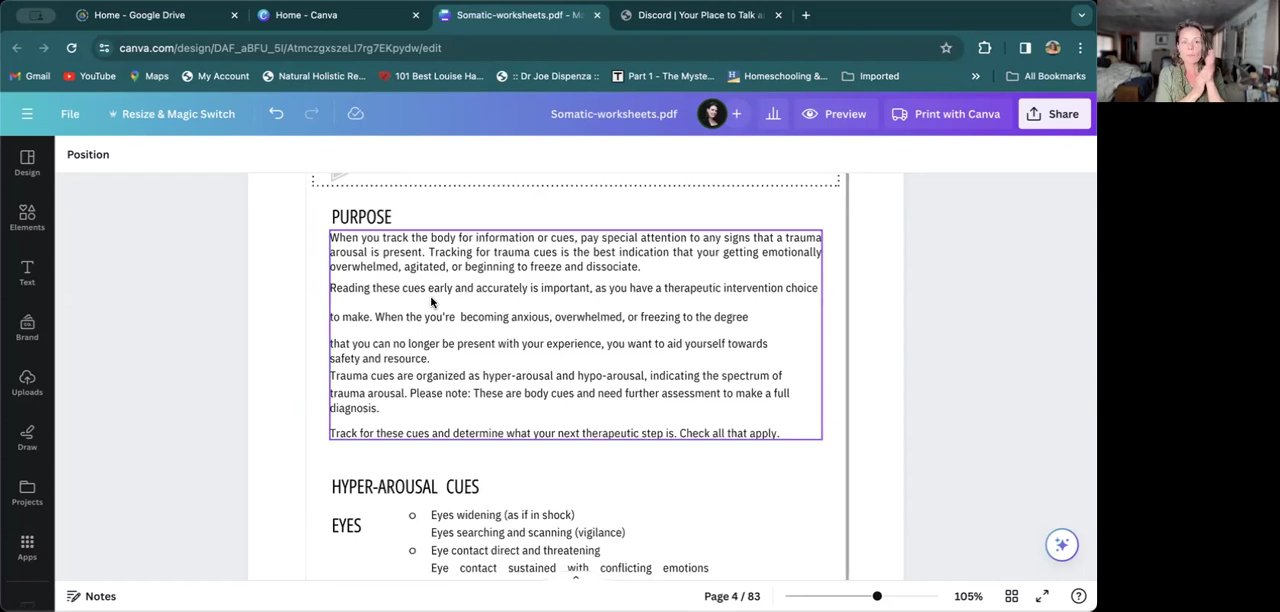 Home - Google Drive
Home - Canva
Somatic-worksheets.pdf - Ma
Discord | Your Place to Talk a
canva.com/design/DAF_aBFU_5I/AtmczgxszeLI7rg7EKpydw/edit
Gmail
YouTube
Maps
My Account
Natural Holistic Re...
101 Best Louise Ha...
:: Dr Joe Dispenza ::
Part 1 - The Myste...
Homeschooling &...
Imported
»
All Bookmarks
File
Resize & Magic Switch
Somatic-worksheets.pdf
Preview
Print with Canva
Share
Position
Design
Elements
Text
Brand
Uploads
Draw
Projects
Apps
PURPOSE
When you track the body for information or cues, pay special attention to any signs that a trauma
arousal is present. Tracking for trauma cues is the best indication that your getting emotionally
overwhelmed, agitated, or beginning to freeze and dissociate.
Reading these cues early and accurately is important, as you have a therapeutic intervention choice
to make. When the you're becoming anxious, overwhelmed, or freezing to the degree
that you can no longer be present with your experience, you want to aid yourself towards
safety and resource.
Trauma cues are organized as hyper-arousal and hypo-arousal, indicating the spectrum of
trauma arousal. Please note: These are body cues and need further assessment to make a full
diagnosis.
Track for these cues and determine what your next therapeutic step is. Check all that apply.
HYPER-AROUSAL CUES
EYES
Eyes widening (as if in shock)
Eyes searching and scanning (vigilance)
Eye contact direct and threatening
Eye contact sustained with conflicting emotions
Notes
Page 4 / 83
105%